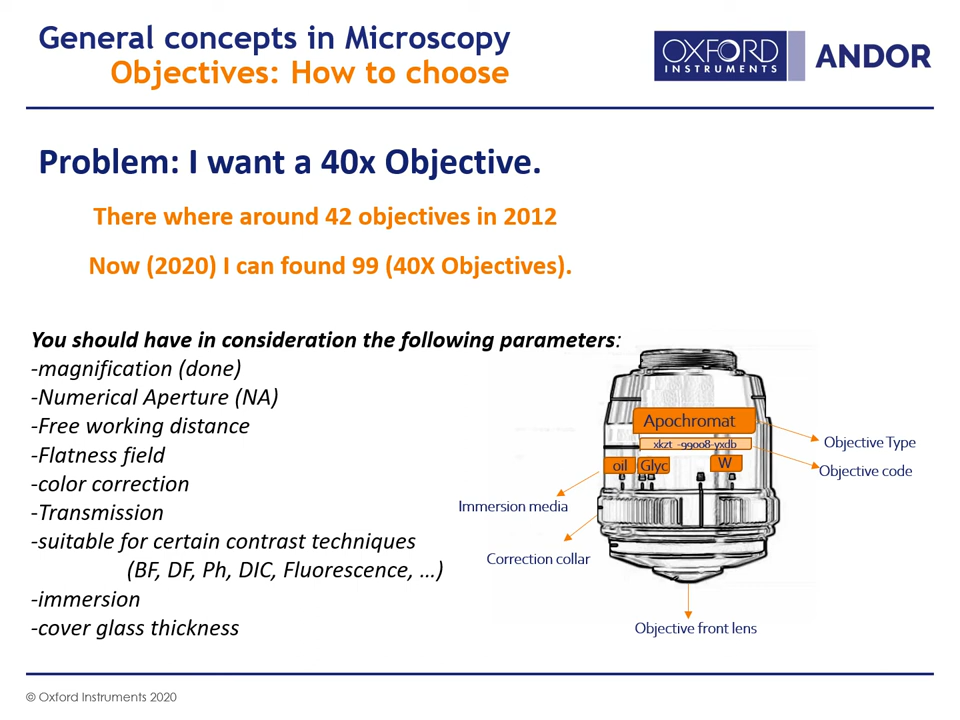 General concepts in Microscopy
Objectives: How to choose
OXFORD
INSTRUMENTS
ANDOR
Problem: I want a 40x Objective.
There where around 42 objectives in 2012
Now (2020) I can found 99 (40X Objectives).
You should have in consideration the following parameters:
-magnification (done)
-Numerical Aperture (NA)
-Free working distance
-Flatness field
-color correction
-Transmission
-suitable for certain contrast techniques
(BF, DF, Ph, DIC, Fluorescence, ...)
-immersion
-cover glass thickness
Apochromat
xkzt -99008-yxdb
oil
Glyc
W
Objective Type
Objective code
Immersion media
Correction collar
Objective front lens
© Oxford Instruments 2020